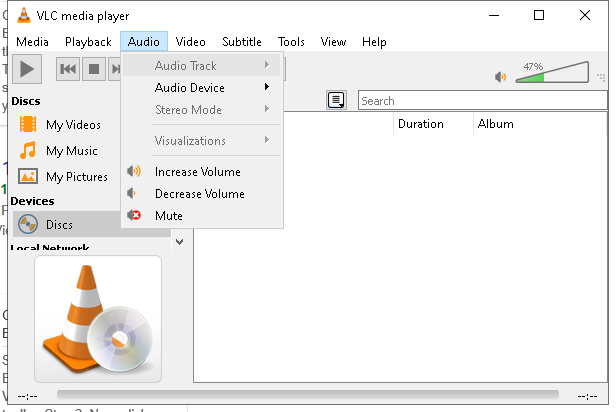 VLC media player
Media Playback Audio Video Subtitle Tools View Help
Audio Track
Audio Device
Stereo Mode
Visualizations
Increase Volume
Decrease Volume
Mute
47%
Search
Duration Album
Discs
My Videos
My Music
My Pictures
Devices
Discs
Local Network
--:-- --:--